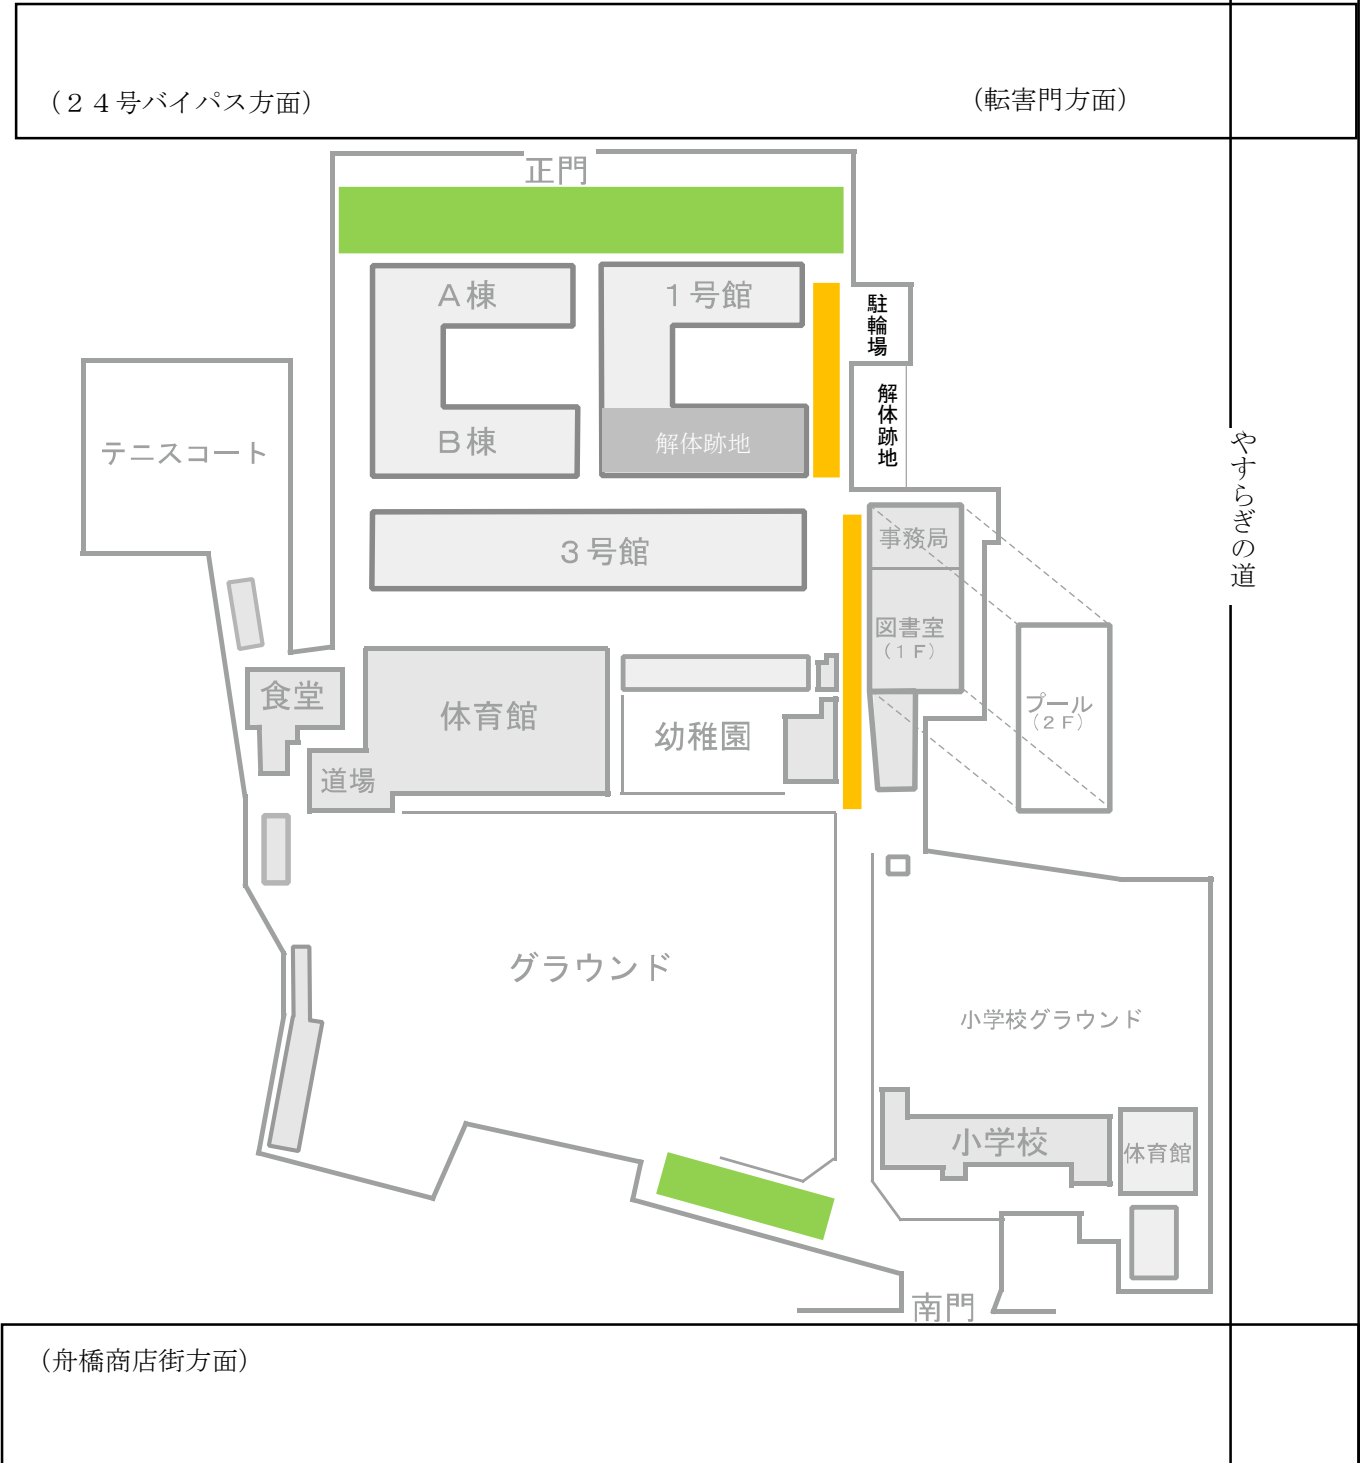 （２４号バイパス方面）
（転害門方面）
正門
Ａ棟
１号館
駐輪場
解体跡地
Ｂ棟
解体跡地
テニスコート
やすらぎの道
３号館
事務局
図書室
（１Ｆ）
プール
（２Ｆ）
食堂
体育館
幼稚園
道場
グラウンド
小学校グラウンド
小学校
体育館
南門
（舟橋商店街方面）